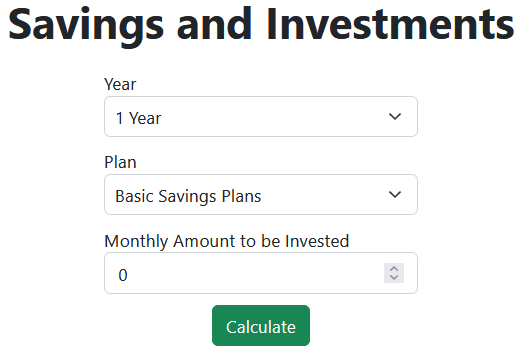 Savings and Investments
Year
1 Year
Plan
Basic Savings Plans
Monthly Amount to be Invested
0
Calculate